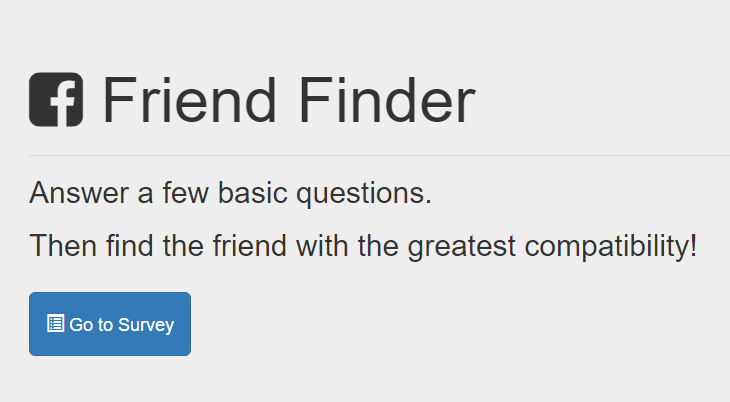 Friend Finder
Answer a few basic questions.
Then find the friend with the greatest compatibility!
Go to Survey